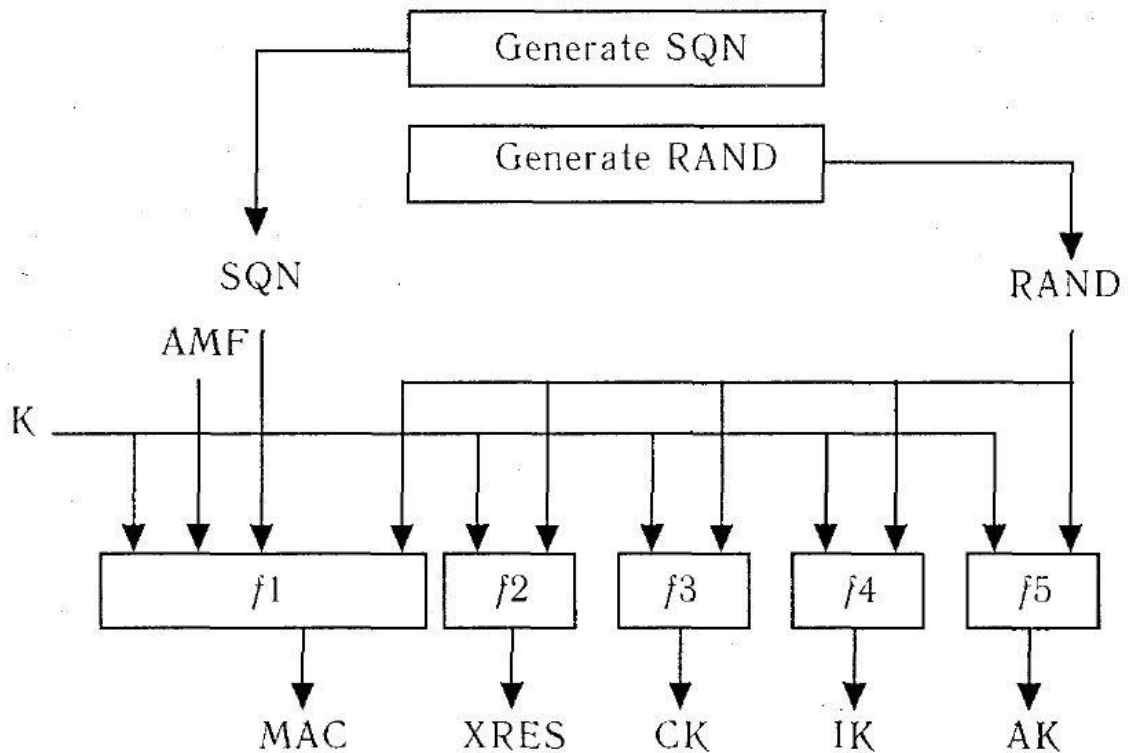 Generate SQN
Generate RAND
SQN
RAND
AMF
K
f1 f2 f3 f4 f5
MAC XRES CK IK AK